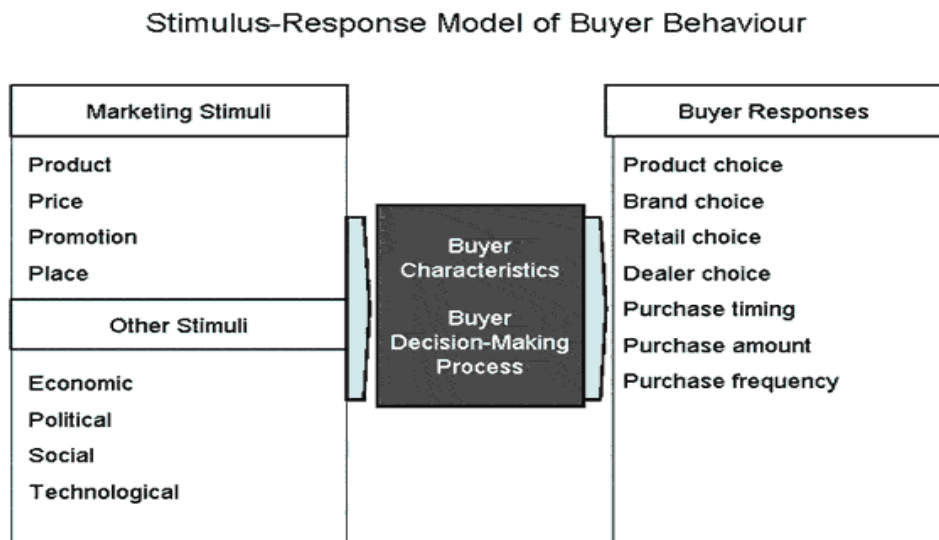 Stimulus-Response Model of Buyer Behaviour
Marketing Stimuli
Product
Price
Promotion
Place
Other Stimuli
Economic
Political
Social
Technological
Buyer
Characteristics
Buyer
Decision-Making
Process
Buyer Responses
Product choice
Brand choice
Retail choice
Dealer choice
Purchase timing
Purchase amount
Purchase frequency